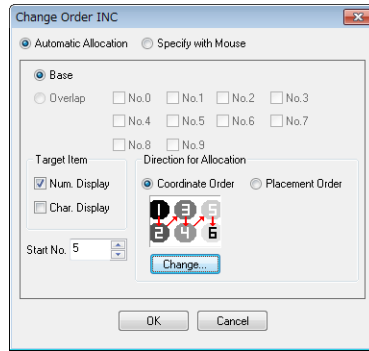 Change Order INC
Automatic Allocation Specify with Mouse
Base
Overlap No.0 No.1 No.2 No.3
No.4 No.5 No.6 No.7
No.8 No.9
Target Item
Num. Display
Char. Display
Start No. 5
Direction for Allocation
Coordinate Order Placement Order
1 3 5
2 4 6
Change...
OK Cancel